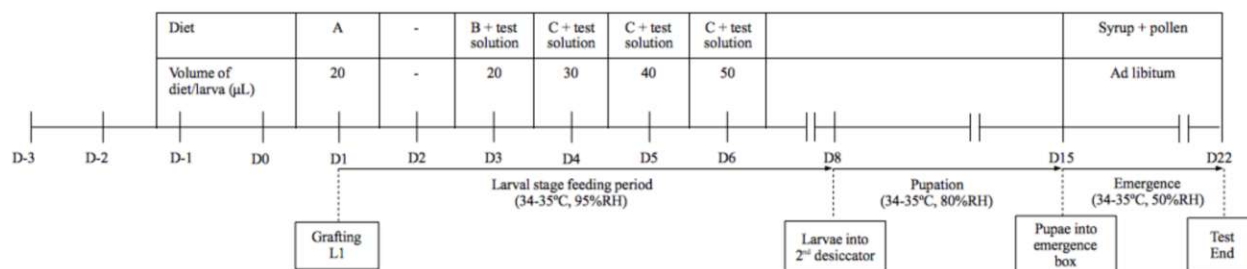 Diet A - B + test C + test C + test C + test Syrup + pollen
solution solution solution solution
Volume of 20 - 20 30 40 50 Ad libitum
diet/larva (µL)
D-3 D-2 D-1 D0 D1 D2 D3 D4 D5 D6 D8 D15 D22
Larval stage feeding period Pupation Emergence
(34-35ºC, 95%RH) (34-35ºC, 80%RH) (34-35ºC, 50%RH)
Grafting Larvae into Pupae into Test
L1 2nd desiccator emergence End
box